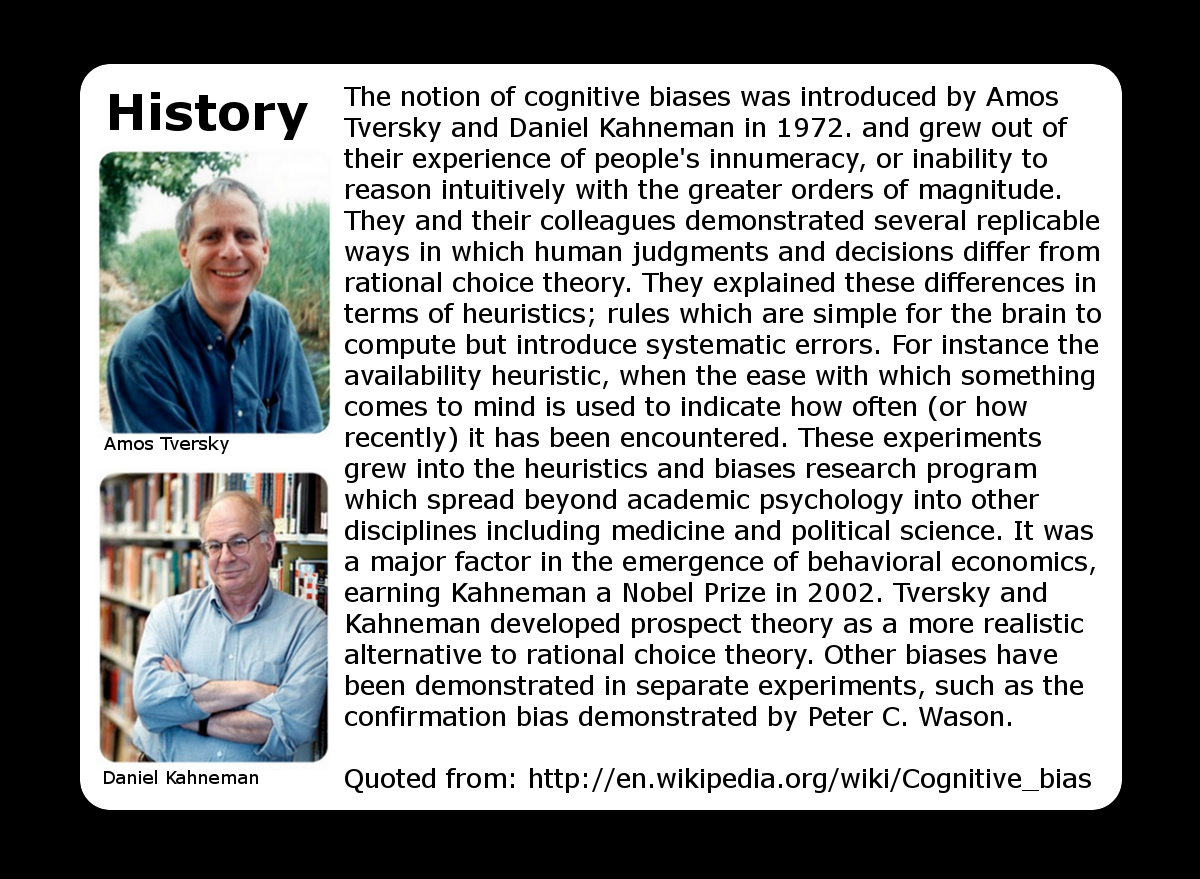 History
Amos Tversky
Daniel Kahneman
The notion of cognitive biases was introduced by Amos
Tversky and Daniel Kahneman in 1972. and grew out of
their experience of people's innumeracy, or inability to
reason intuitively with the greater orders of magnitude.
They and their colleagues demonstrated several replicable
ways in which human judgments and decisions differ from
rational choice theory. They explained these differences in
terms of heuristics; rules which are simple for the brain to
compute but introduce systematic errors. For instance the
availability heuristic, when the ease with which something
comes to mind is used to indicate how often (or how
recently) it has been encountered. These experiments
grew into the heuristics and biases research program
which spread beyond academic psychology into other
disciplines including medicine and political science. It was
a major factor in the emergence of behavioral economics,
earning Kahneman a Nobel Prize in 2002. Tversky and
Kahneman developed prospect theory as a more realistic
alternative to rational choice theory. Other biases have
been demonstrated in separate experiments, such as the
confirmation bias demonstrated by Peter C. Wason.
Quoted from: http://en.wikipedia.org/wiki/Cognitive_bias